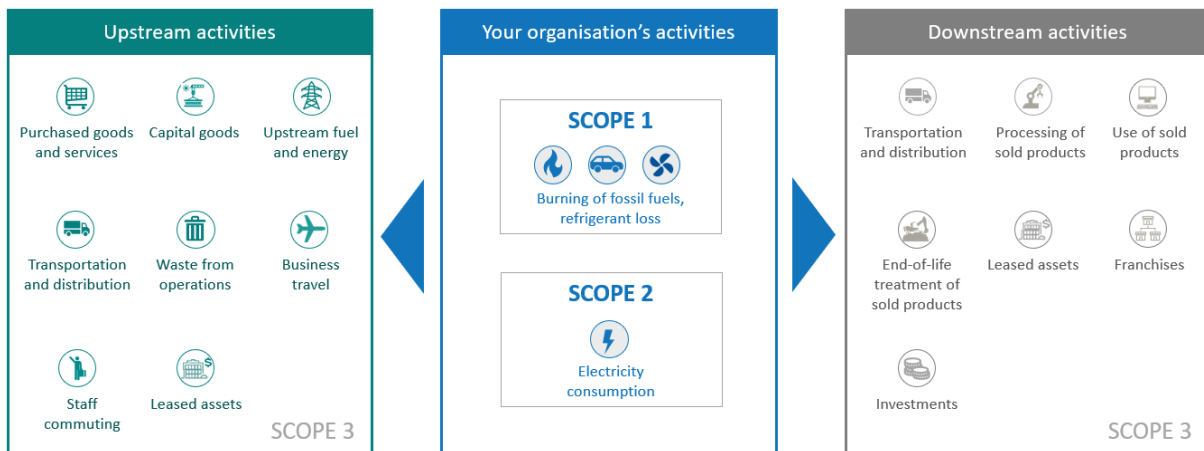 Upstream activities
Purchased goods
and services
Capital goods
Upstream fuel
and energy
Transportation
and distribution
Waste from
operations
Business
travel
Staff
commuting
Leased assets
SCOPE 3
Your organisation’s activities
SCOPE 1
Burning of fossil fuels,
refrigerant loss
SCOPE 2
Electricity
consumption
Downstream activities
Transportation
and distribution
Processing of
sold products
Use of sold
products
End-of-life
treatment of
sold products
Leased assets
Franchises
Investments
SCOPE 3